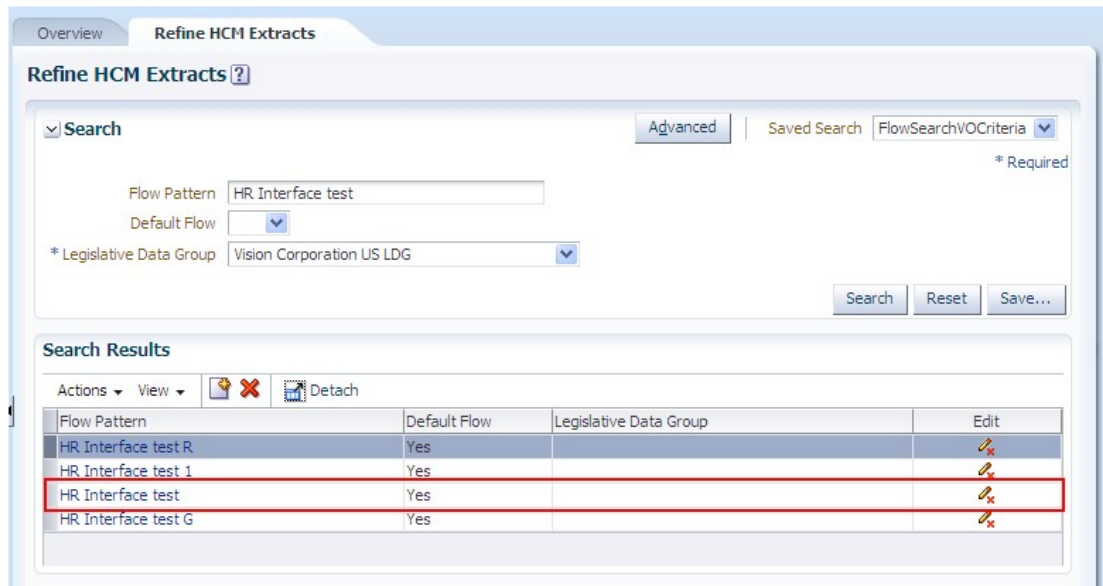 Overview Refine HCM Extracts
Refine HCM Extracts ?
Search Advanced Saved Search FlowSearchVOCriteria
* Required
Flow Pattern HR Interface test
Default Flow
* Legislative Data Group Vision Corporation US LDG
Search Reset Save...
Search Results
Actions View Detach
Flow Pattern Default Flow Legislative Data Group Edit
HR Interface test R Yes
HR Interface test 1 Yes
HR Interface test Yes
HR Interface test G Yes